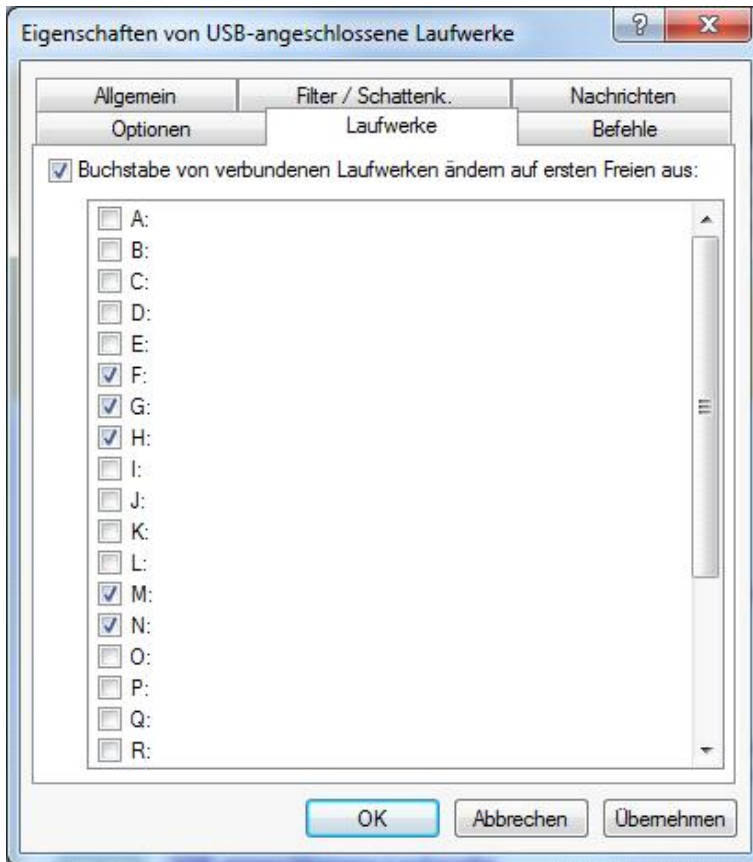 Eigenschaften von USB-angeschlossene Laufwerke
Allgemein
Filter / Schattenk.
Nachrichten
Optionen
Laufwerke
Befehle
Buchstabe von verbundenen Laufwerken ändern auf ersten Freien aus:
A:
B:
C:
D:
E:
F:
G:
H:
I:
J:
K:
L:
M:
N:
O:
P:
Q:
R:
OK
Abbrechen
Übernehmen